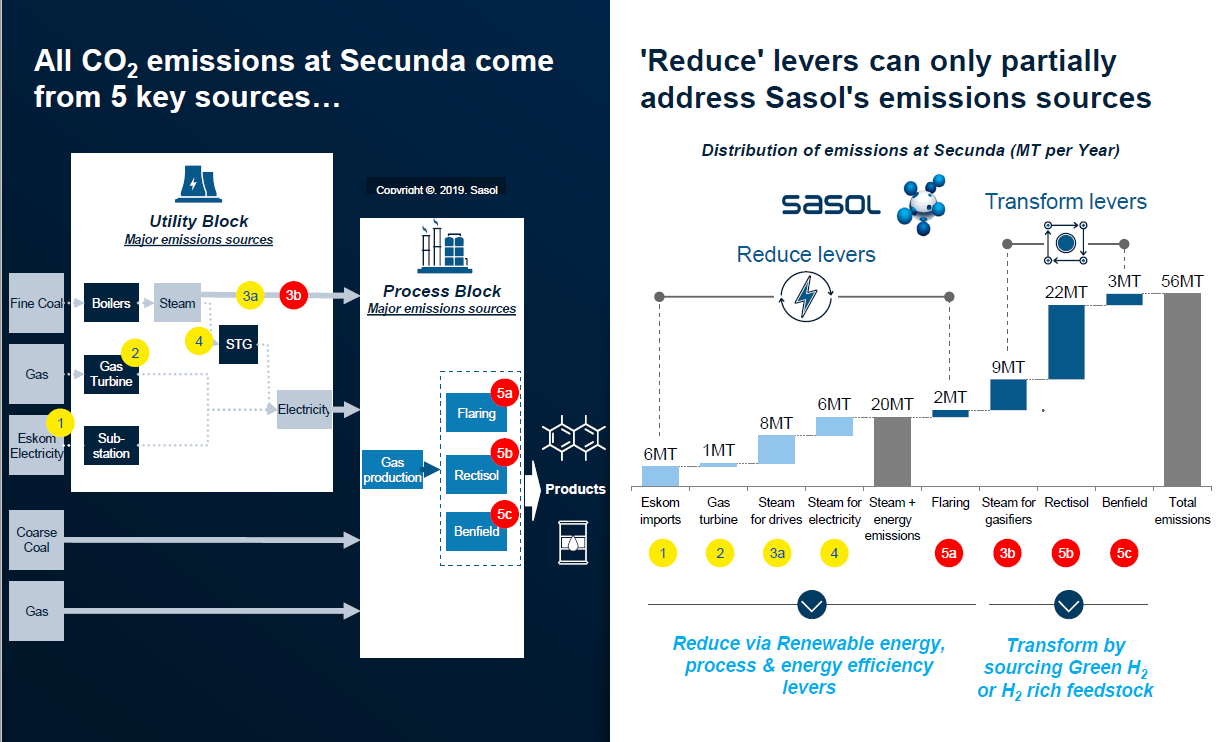 All CO2 emissions at Secunda come
from 5 key sources…
Utility Block
Major emissions sources
Copyright ©, 2019, Sasol
Process Block
Major emissions sources
Fine Coal
Boilers
Steam
3a
3b
4
STG
2
Gas
Gas
Turbine
1
Eskom
Electricity
Sub-
station
Electricity
5a
Flaring
5b
Gas
production
Rectisol
5c
Benfield
Products
Coarse
Coal
Gas
'Reduce' levers can only partially
address Sasol's emissions sources
Distribution of emissions at Secunda (MT per Year)
sasol
Reduce levers
Transform levers
6MT
1MT
8MT
6MT
20MT
2MT
9MT
22MT
3MT
56MT
Eskom
imports
Gas
turbine
Steam
for drives
Steam for
electricity
Steam +
energy
emissions
Flaring
Steam for
gasifiers
Rectisol
Benfield
Total
emissions
1
2
3a
4
5a
3b
5b
5c
Reduce via Renewable energy,
process & energy efficiency
levers
Transform by
sourcing Green H2
or H2 rich feedstock